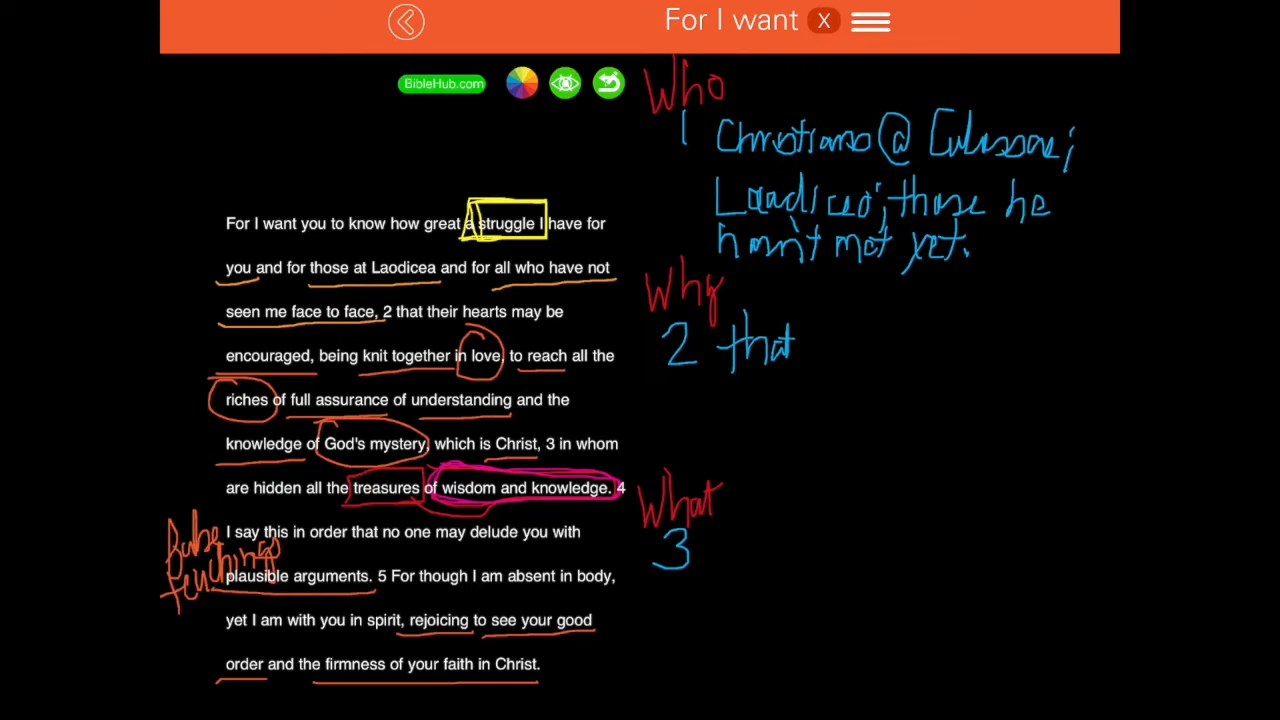 For I want X
BibleHub.com
Who
1 Christians @ Colossae;
Laodicea; those he
hasn't met yet.
For I want you to know how great a struggle I have for
you and for those at Laodicea and for all who have not
seen me face to face, 2 that their hearts may be
encouraged, being knit together in love, to reach all the
riches of full assurance of understanding and the
knowledge of God's mystery, which is Christ, 3 in whom
are hidden all the treasures of wisdom and knowledge. 4
I say this in order that no one may delude you with
plausible arguments. 5 For though I am absent in body,
yet I am with you in spirit, rejoicing to see your good
order and the firmness of your faith in Christ.
Why
2 that
What
3
False
teachings